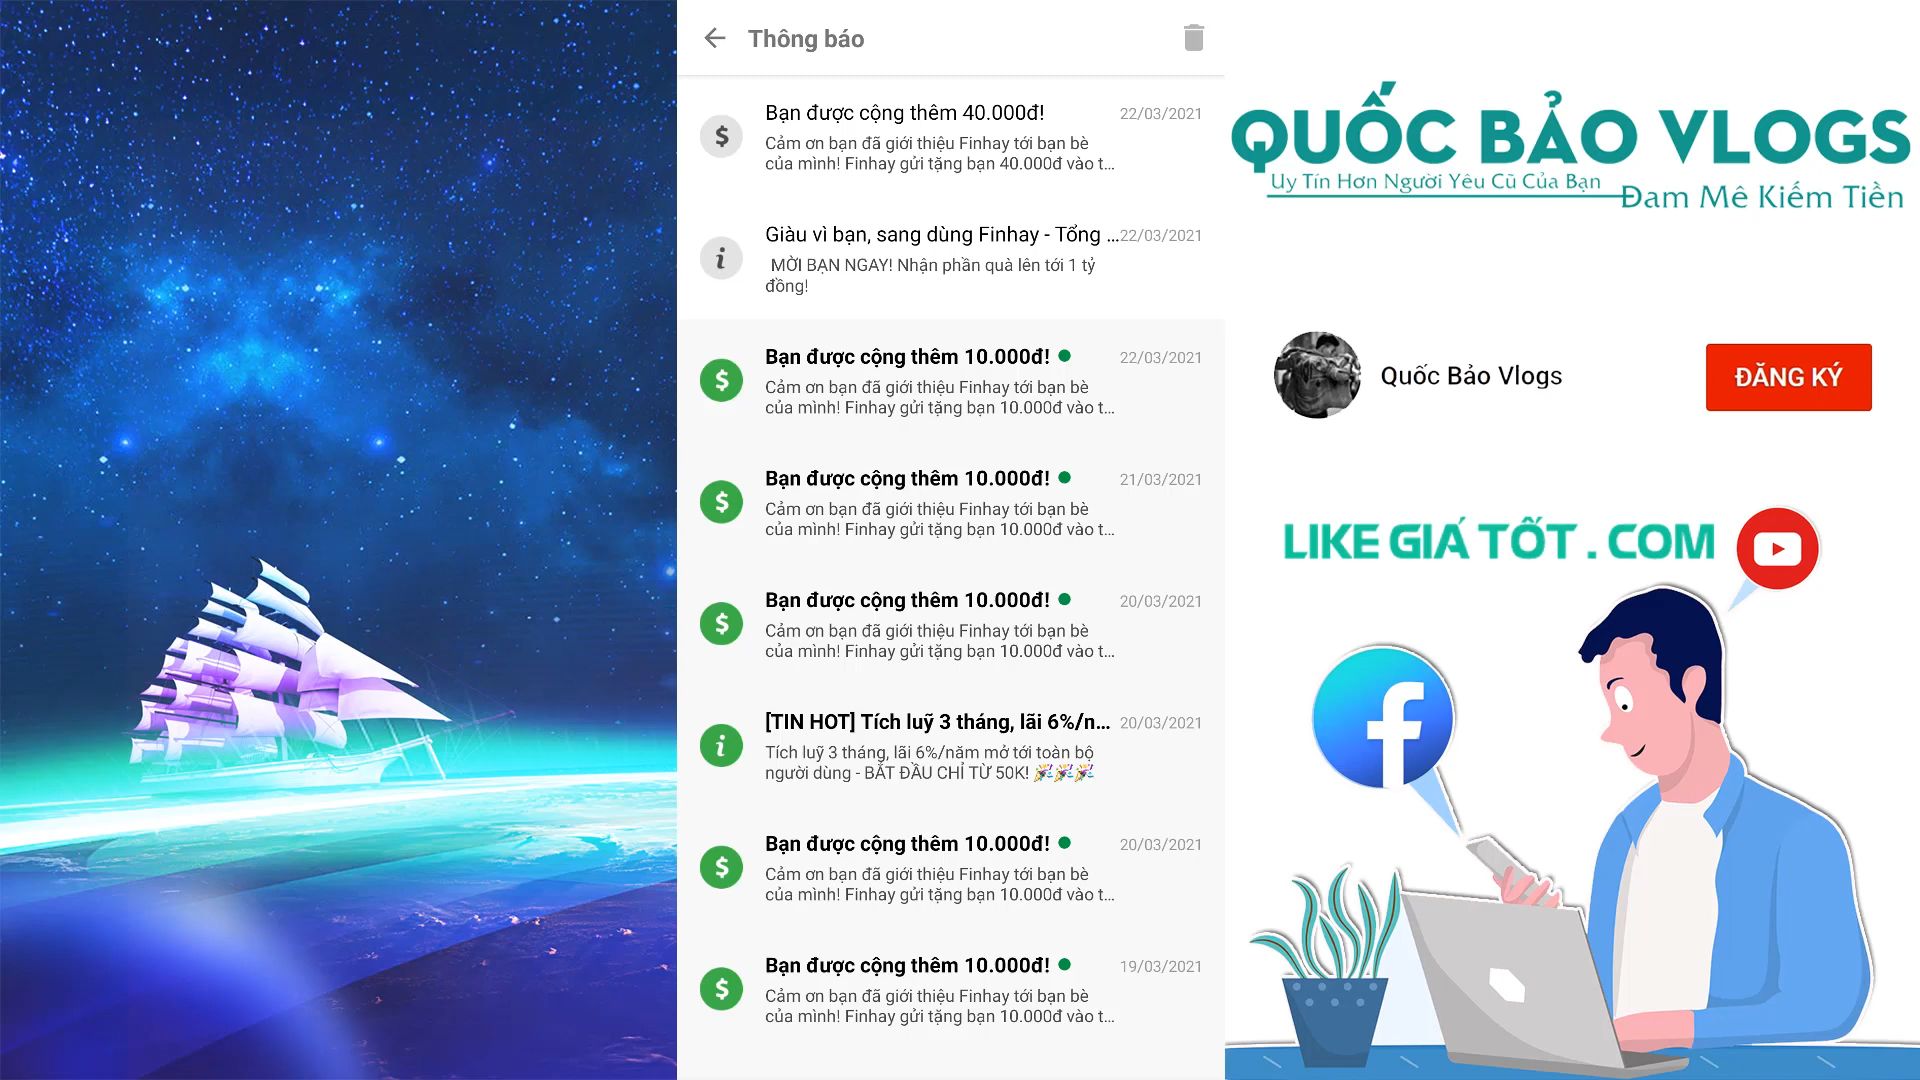 Thông báo
Bạn được cộng thêm 40.000đ!
22/03/2021
Cảm ơn bạn đã giới thiệu Finhay tới bạn bè
của mình! Finhay gửi tặng bạn 40.000đ vào t...
Giàu vì bạn, sang dùng Finhay - Tổng ...
22/03/2021
MỜI BẠN NGAY! Nhận phần quà lên tới 1 tỷ
đồng!
Bạn được cộng thêm 10.000đ!
22/03/2021
Cảm ơn bạn đã giới thiệu Finhay tới bạn bè
của mình! Finhay gửi tặng bạn 10.000đ vào t...
Bạn được cộng thêm 10.000đ!
21/03/2021
Cảm ơn bạn đã giới thiệu Finhay tới bạn bè
của mình! Finhay gửi tặng bạn 10.000đ vào t...
Bạn được cộng thêm 10.000đ!
20/03/2021
Cảm ơn bạn đã giới thiệu Finhay tới bạn bè
của mình! Finhay gửi tặng bạn 10.000đ vào t...
[TIN HOT] Tích luỹ 3 tháng, lãi 6%/n...
20/03/2021
Tích luỹ 3 tháng, lãi 6%/năm mở tới toàn bộ
người dùng - BẮT ĐẦU CHỈ TỪ 50K! 🎉🎉🎉
Bạn được cộng thêm 10.000đ!
20/03/2021
Cảm ơn bạn đã giới thiệu Finhay tới bạn bè
của mình! Finhay gửi tặng bạn 10.000đ vào t...
Bạn được cộng thêm 10.000đ!
19/03/2021
Cảm ơn bạn đã giới thiệu Finhay tới bạn bè
của mình! Finhay gửi tặng bạn 10.000đ vào t...
QUỐC BẢO VLOGS
Uy Tín Hơn Người Yêu Cũ Của Bạn
Đam Mê Kiếm Tiền
Quốc Bảo Vlogs
ĐĂNG KÝ
LIKE GIÁ TỐT . COM